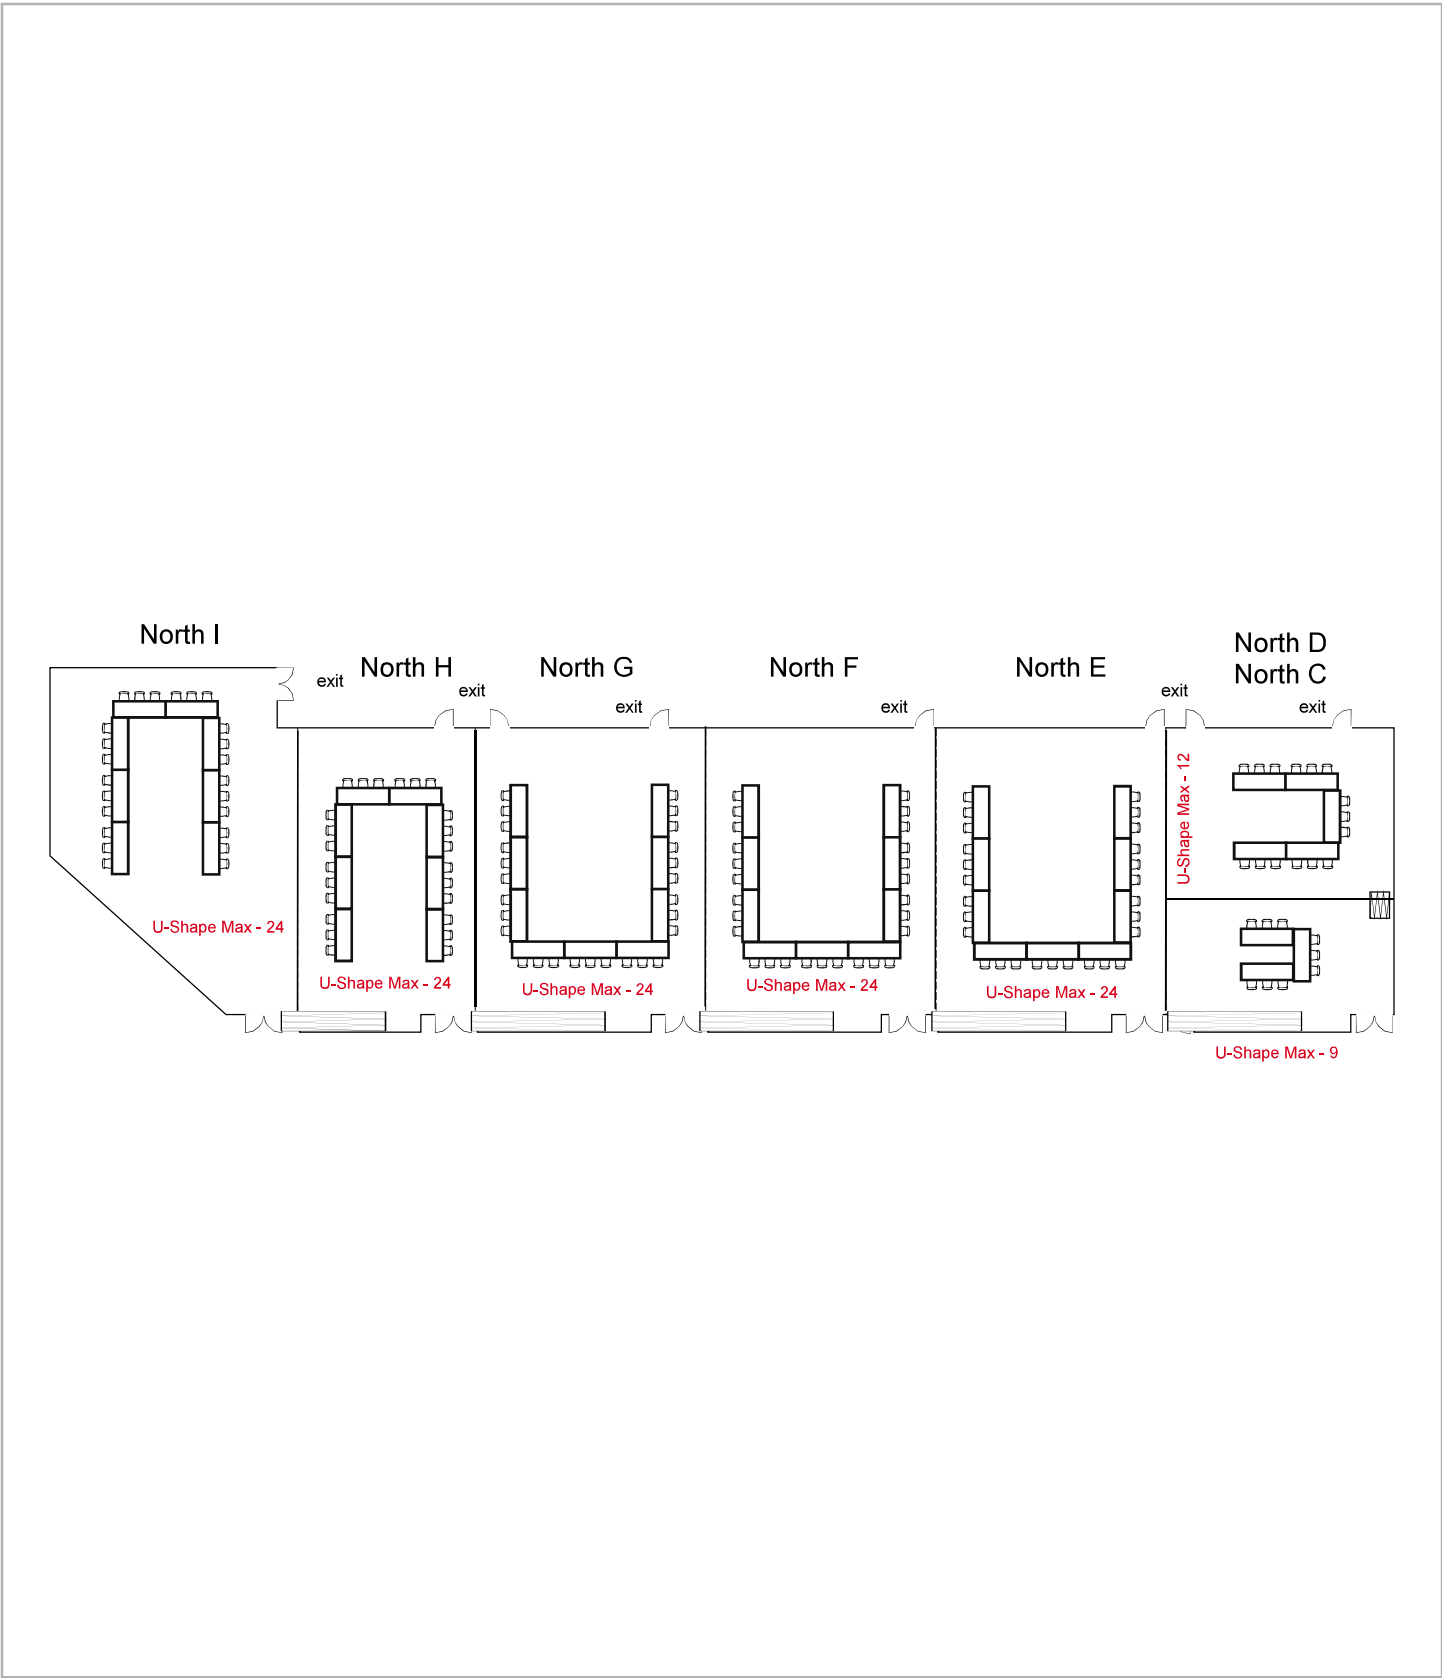 North I
North H
North G
North F
North E
North D
North C
exit
exit
exit
exit
exit
exit
U-Shape Max - 12
U-Shape Max - 24
U-Shape Max - 24
U-Shape Max - 24
U-Shape Max - 24
U-Shape Max - 24
U-Shape Max - 9